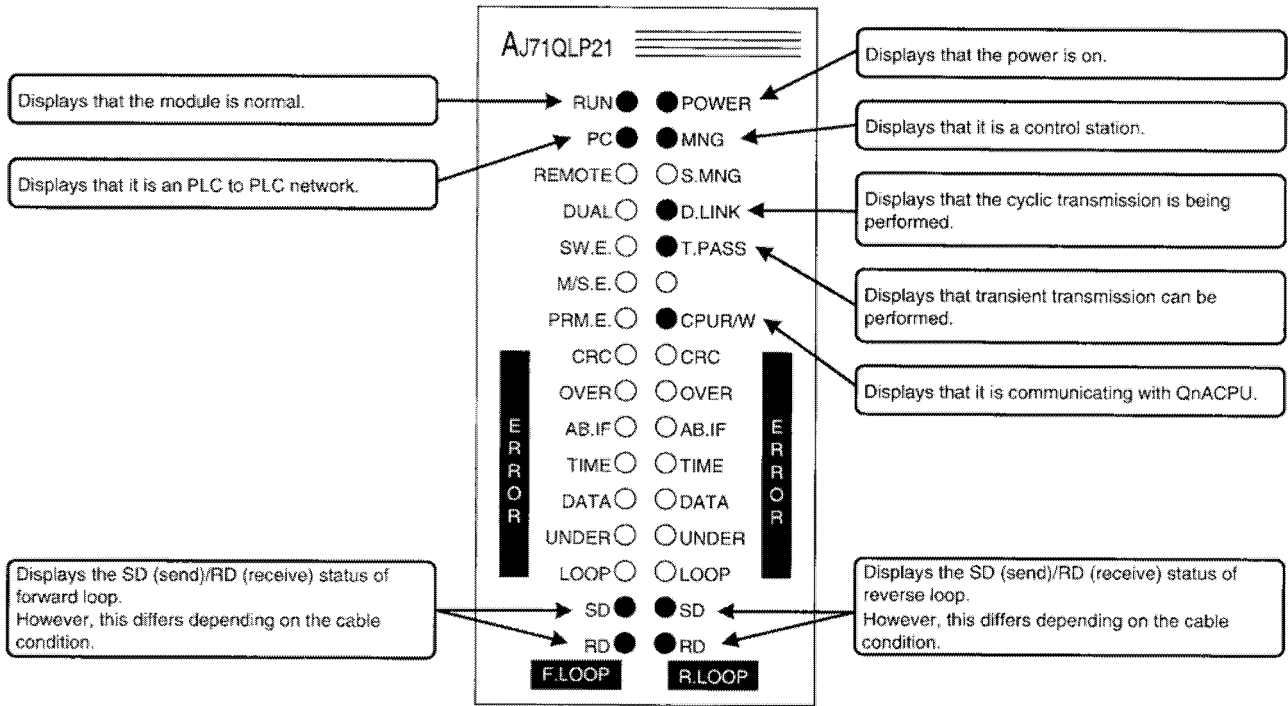 AJ71QLP21
Displays that the module is normal.
Displays that it is an PLC to PLC network.
Displays the SD (send)/RD (receive) status of
forward loop.
However, this differs depending on the cable
condition.
RUN POWER
PC MNG
REMOTE S.MNG
DUAL D.LINK
SW.E. T.PASS
M/S.E.
PRM.E. CPUR/W
CRC CRC
OVER OVER
AB.IF AB.IF
TIME TIME
DATA DATA
UNDER UNDER
LOOP LOOP
SD SD
RD RD
ERROR
ERROR
F.LOOP R.LOOP
Displays that the power is on.
Displays that it is a control station.
Displays that the cyclic transmission is being
performed.
Displays that transient transmission can be
performed.
Displays that it is communicating with QnACPU.
Displays the SD (send)/RD (receive) status of
reverse loop.
However, this differs depending on the cable
condition.